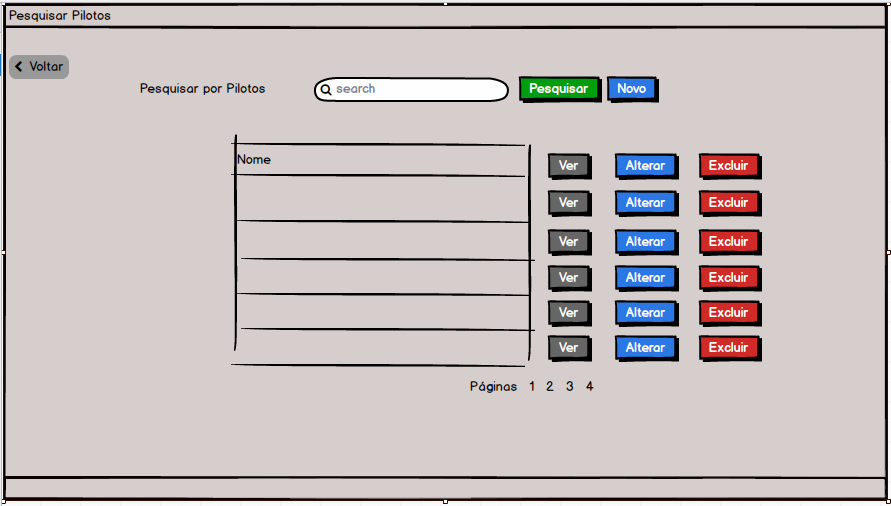 Pesquisar Pilotos
Voltar
Pesquisar por Pilotos search Pesquisar Novo
Nome Ver Alterar Excluir
Ver Alterar Excluir
Ver Alterar Excluir
Ver Alterar Excluir
Ver Alterar Excluir
Ver Alterar Excluir
Páginas 1 2 3 4